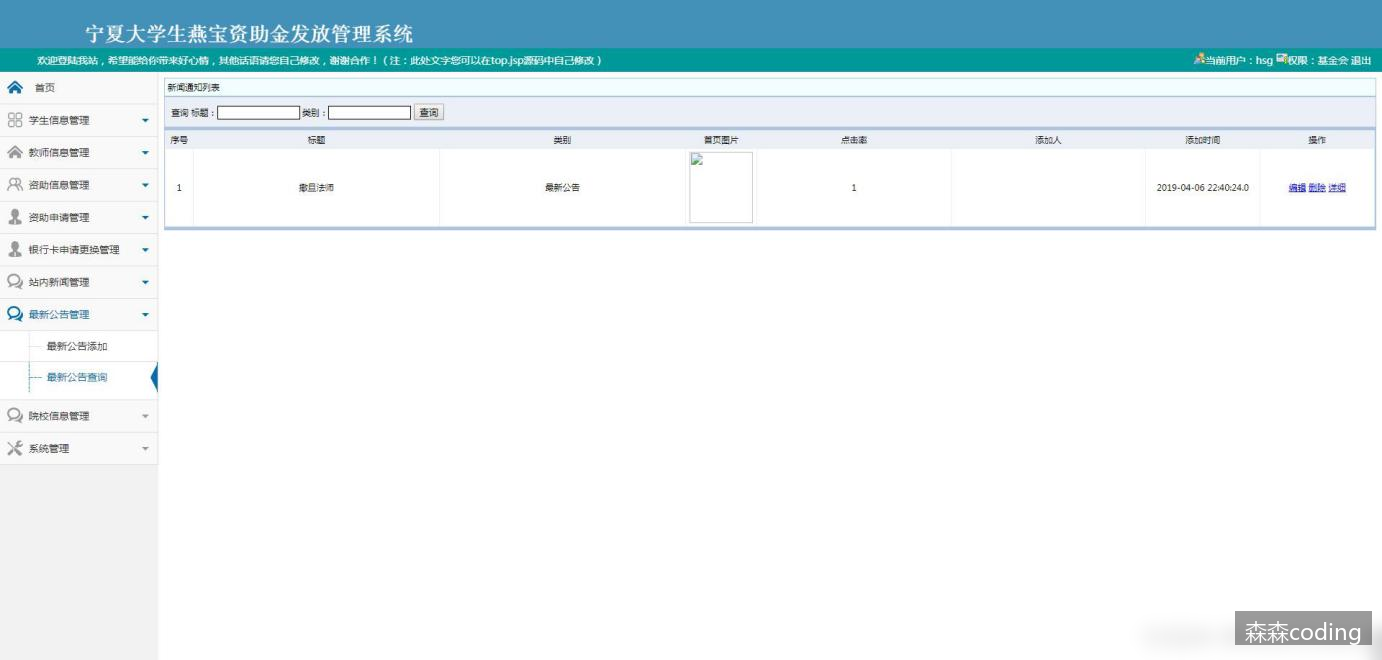 宁夏大学生燕宝资助金发放管理系统
欢迎登陆我站，希望能给你带来好心情，其他话语请您自己修改，谢谢合作！（注：此处文字您可以在top.jsp源码中自己修改） 当前用户：hsg 权限：基金会 退出
首页
学生信息管理
教师信息管理
资助信息管理
资助申请管理
银行卡申请更换管理
站内新闻管理
最新公告管理
最新公告添加
最新公告查询
院校信息管理
系统管理
新闻通知列表
查询 标题： 类别： 查询
序号 标题 类别 首页图片 点击率 添加人 添加时间 操作
1 撒旦法师 最新公告 1 2019-04-06 22:40:24.0 编辑 删除 详细
森森coding